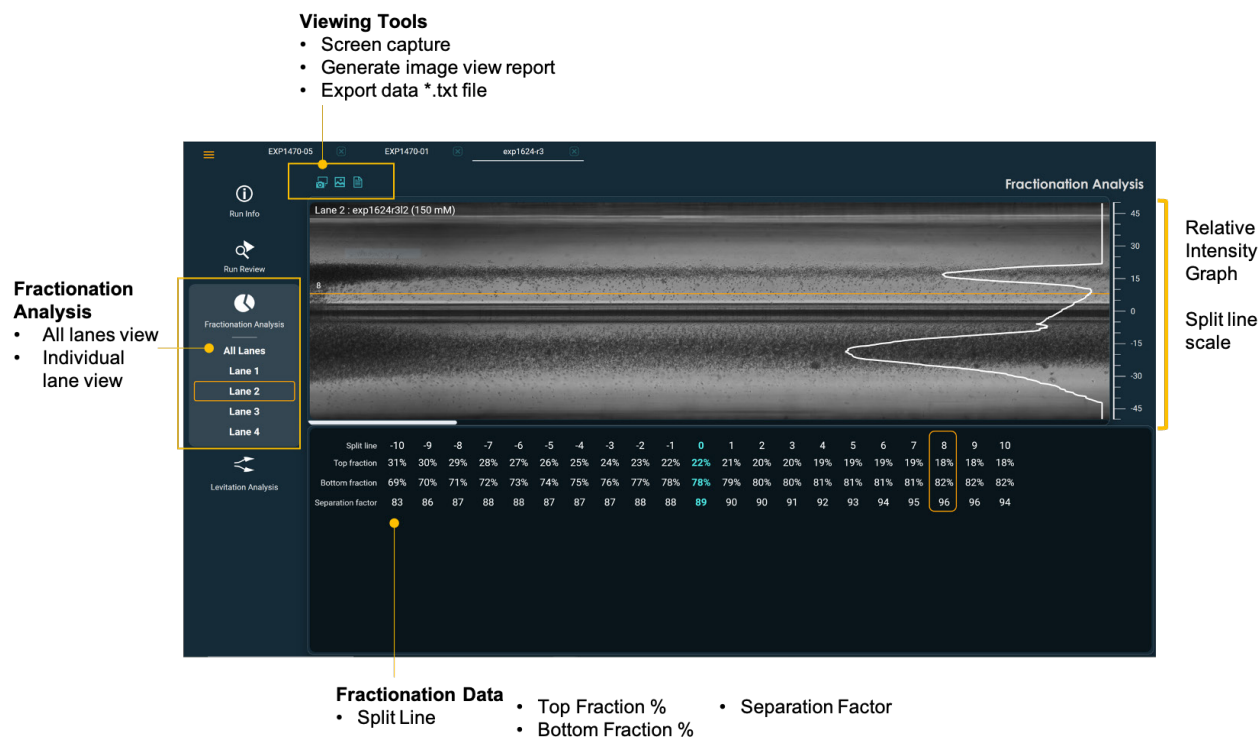 Viewing Tools
• Screen capture
• Generate image view report
• Export data *.txt file
EXP1470-05 EXP1470-01 exp1624-r3
Fractionation Analysis
Run Info
Run Review
Fractionation Analysis
All Lanes
Lane 1
Lane 2
Lane 3
Lane 4
Levitation Analysis
Fractionation
Analysis
• All lanes view
• Individual
lane view
Lane 2 : exp1624r3l2 (150 mM)
8
45
30
15
0
-15
-30
-45
Relative
Intensity
Graph
Split line
scale
Split line -10 -9 -8 -7 -6 -5 -4 -3 -2 -1 0 1 2 3 4 5 6 7 8 9 10
Top fraction 31% 30% 29% 28% 27% 26% 25% 24% 23% 22% 22% 21% 20% 20% 19% 19% 19% 19% 18% 18% 18%
Bottom fraction 69% 70% 71% 72% 73% 74% 75% 76% 77% 78% 78% 79% 80% 80% 81% 81% 81% 81% 82% 82% 82%
Separation factor 83 86 87 88 88 87 87 87 88 88 89 90 90 91 92 93 94 95 96 96 94
Fractionation Data
• Split Line
• Top Fraction %
• Bottom Fraction %
• Separation Factor